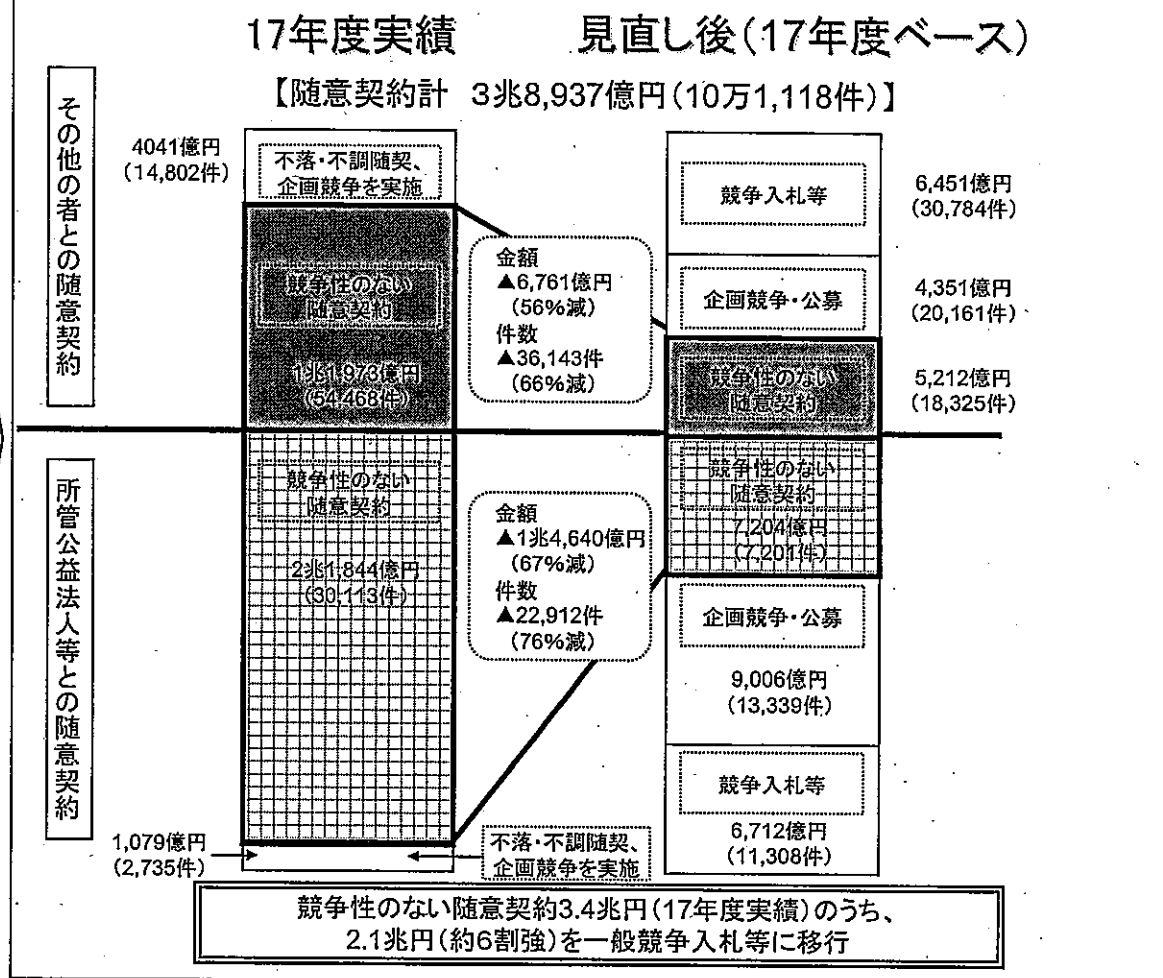 17年度実績
見直し後(17年度ベース)
【随意契約計 3兆8,937億円(10万1,118件)】
その他の者との随意契約
4041億円
(14,802件)
不落・不調随契、
企画競争を実施
競争性のない
随意契約
1兆1,973億円
(54,468件)
金額
▲6,761億円
(56%減)
件数
▲36,143件
(66%減)
競争入札等
6,451億円
(30,784件)
企画競争・公募
4,351億円
(20,161件)
競争性のない
随意契約
5,212億円
(18,325件)
所管公益法人等との随意契約
競争性のない
随意契約
2兆1,844億円
(30,113件)
1,079億円
(2,735件)
不落・不調随契、
企画競争を実施
金額
▲1兆4,640億円
(67%減)
件数
▲22,912件
(76%減)
競争性のない
随意契約
7,204億円
(7,201件)
企画競争・公募
9,006億円
(13,339件)
競争入札等
6,712億円
(11,308件)
競争性のない随意契約3.4兆円(17年度実績)のうち、
2.1兆円(約6割強)を一般競争入札等に移行